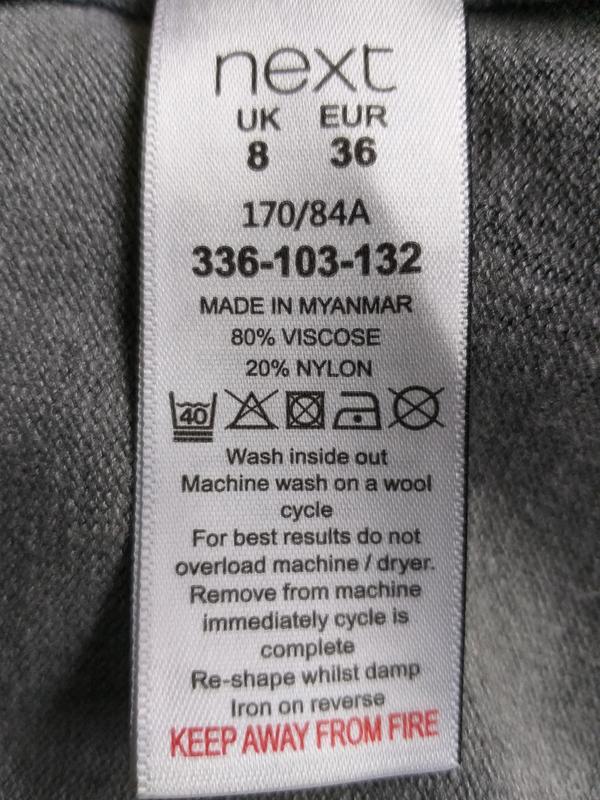 next
UK EUR
8 36
170/84A
336-103-132
MADE IN MYANMAR
80% VISCOSE
20% NYLON
40
Wash inside out
Machine wash on a wool
cycle
For best results do not
overload machine / dryer.
Remove from machine
immediately cycle is
complete
Re-shape whilst damp
Iron on reverse
KEEP AWAY FROM FIRE